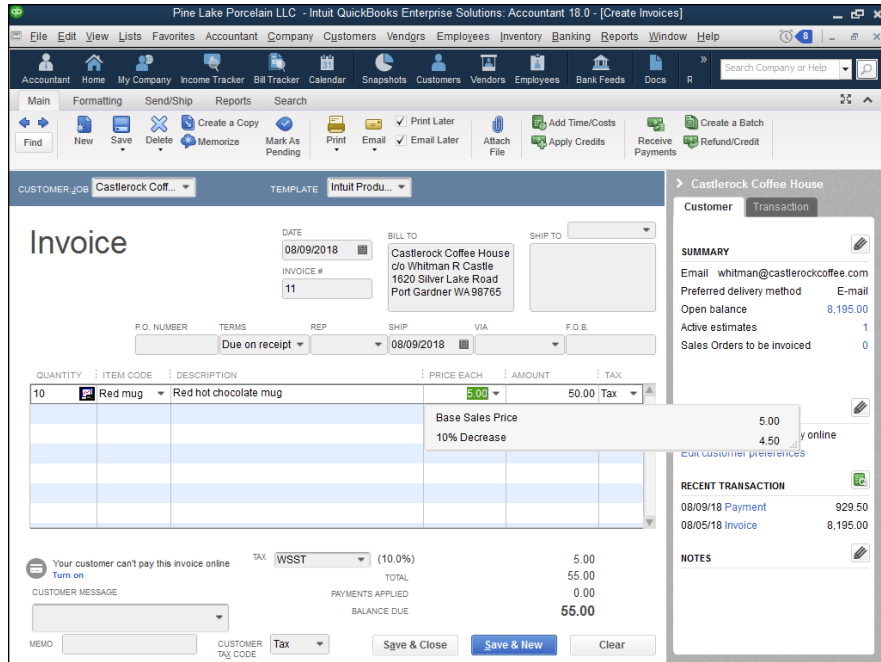 Pine Lake Porcelain LLC - Intuit QuickBooks Enterprise Solutions: Accountant 18.0 - [Create Invoices]
File Edit View Lists Favorites Accountant Company Customers Vendors Employees Inventory Banking Reports Window Help 8
31
Accountant Home My Company Income Tracker Bill Tracker Calendar Snapshots Customers Vendors Employees Bank Feeds Docs R » Search Company or Help
Main Formatting Send/Ship Reports Search
Find New Save Delete Create a Copy Memorize Mark As Pending Print Email Print Later Email Later Attach File Add Time/Costs Apply Credits Receive Payments Create a Batch Refund/Credit
CUSTOMER:JOB Castlerock Coff... TEMPLATE Intuit Produ...
Invoice
DATE
08/09/2018
INVOICE #
11
BILL TO
Castlerock Coffee House
c/o Whitman R Castle
1620 Silver Lake Road
Port Gardner WA 98765
SHIP TO
P.O. NUMBER TERMS REP SHIP VIA F.O.B.
Due on receipt 08/09/2018
QUANTITY ITEM CODE DESCRIPTION PRICE EACH AMOUNT TAX
10 Red mug Red hot chocolate mug 5.00 50.00 Tax
Base Sales Price 5.00
10% Decrease 4.50
Your customer can't pay this invoice online
Turn on
TAX WSST (10.0%) 5.00
TOTAL 55.00
PAYMENTS APPLIED 0.00
BALANCE DUE 55.00
CUSTOMER MESSAGE
MEMO
CUSTOMER TAX CODE Tax
Save & Close Save & New Clear
Castlerock Coffee House
Customer Transaction
SUMMARY
Email whitman@castlerockcoffee.com
Preferred delivery method E-mail
Open balance 8,195.00
Active estimates 1
Sales Orders to be invoiced 0
y online
Edit customer preferences
RECENT TRANSACTION
08/09/18 Payment 929.50
08/05/18 Invoice 8,195.00
NOTES